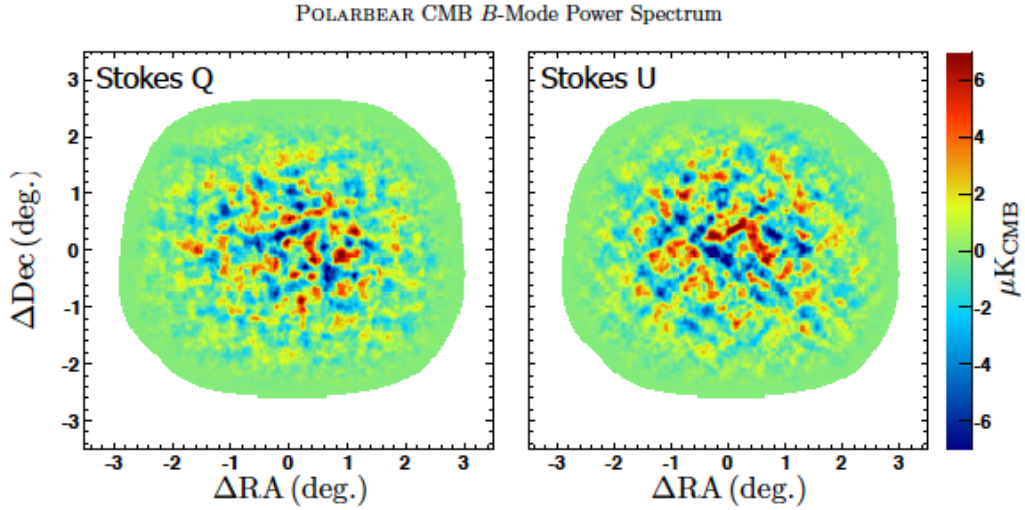 POLARBEAR CMB B-Mode Power Spectrum
Stokes Q
Stokes U
3
2
1
0
-1
-2
-3
ΔDec (deg.)
-3 -2 -1 0 1 2 3
-3 -2 -1 0 1 2 3
ΔRA (deg.)
ΔRA (deg.)
6
4
2
0
-2
-4
-6
μK_CMB